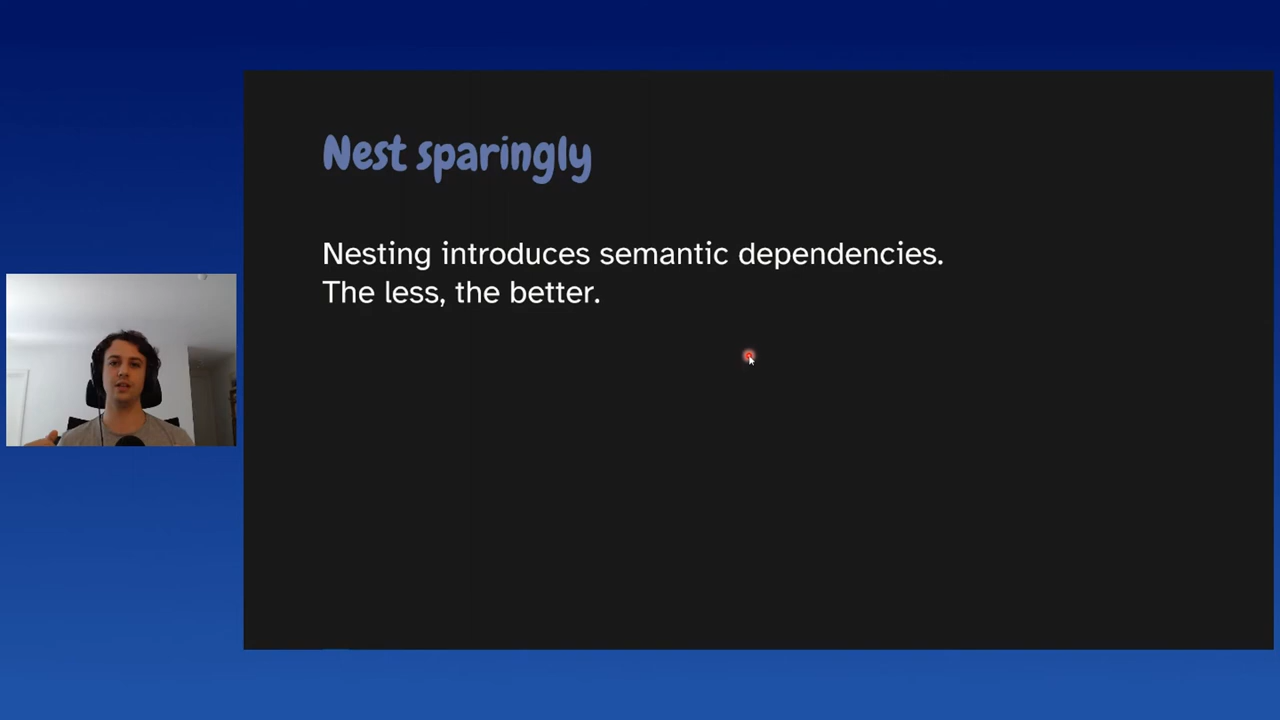 Nest sparingly
Nesting introduces semantic dependencies.
The less, the better.